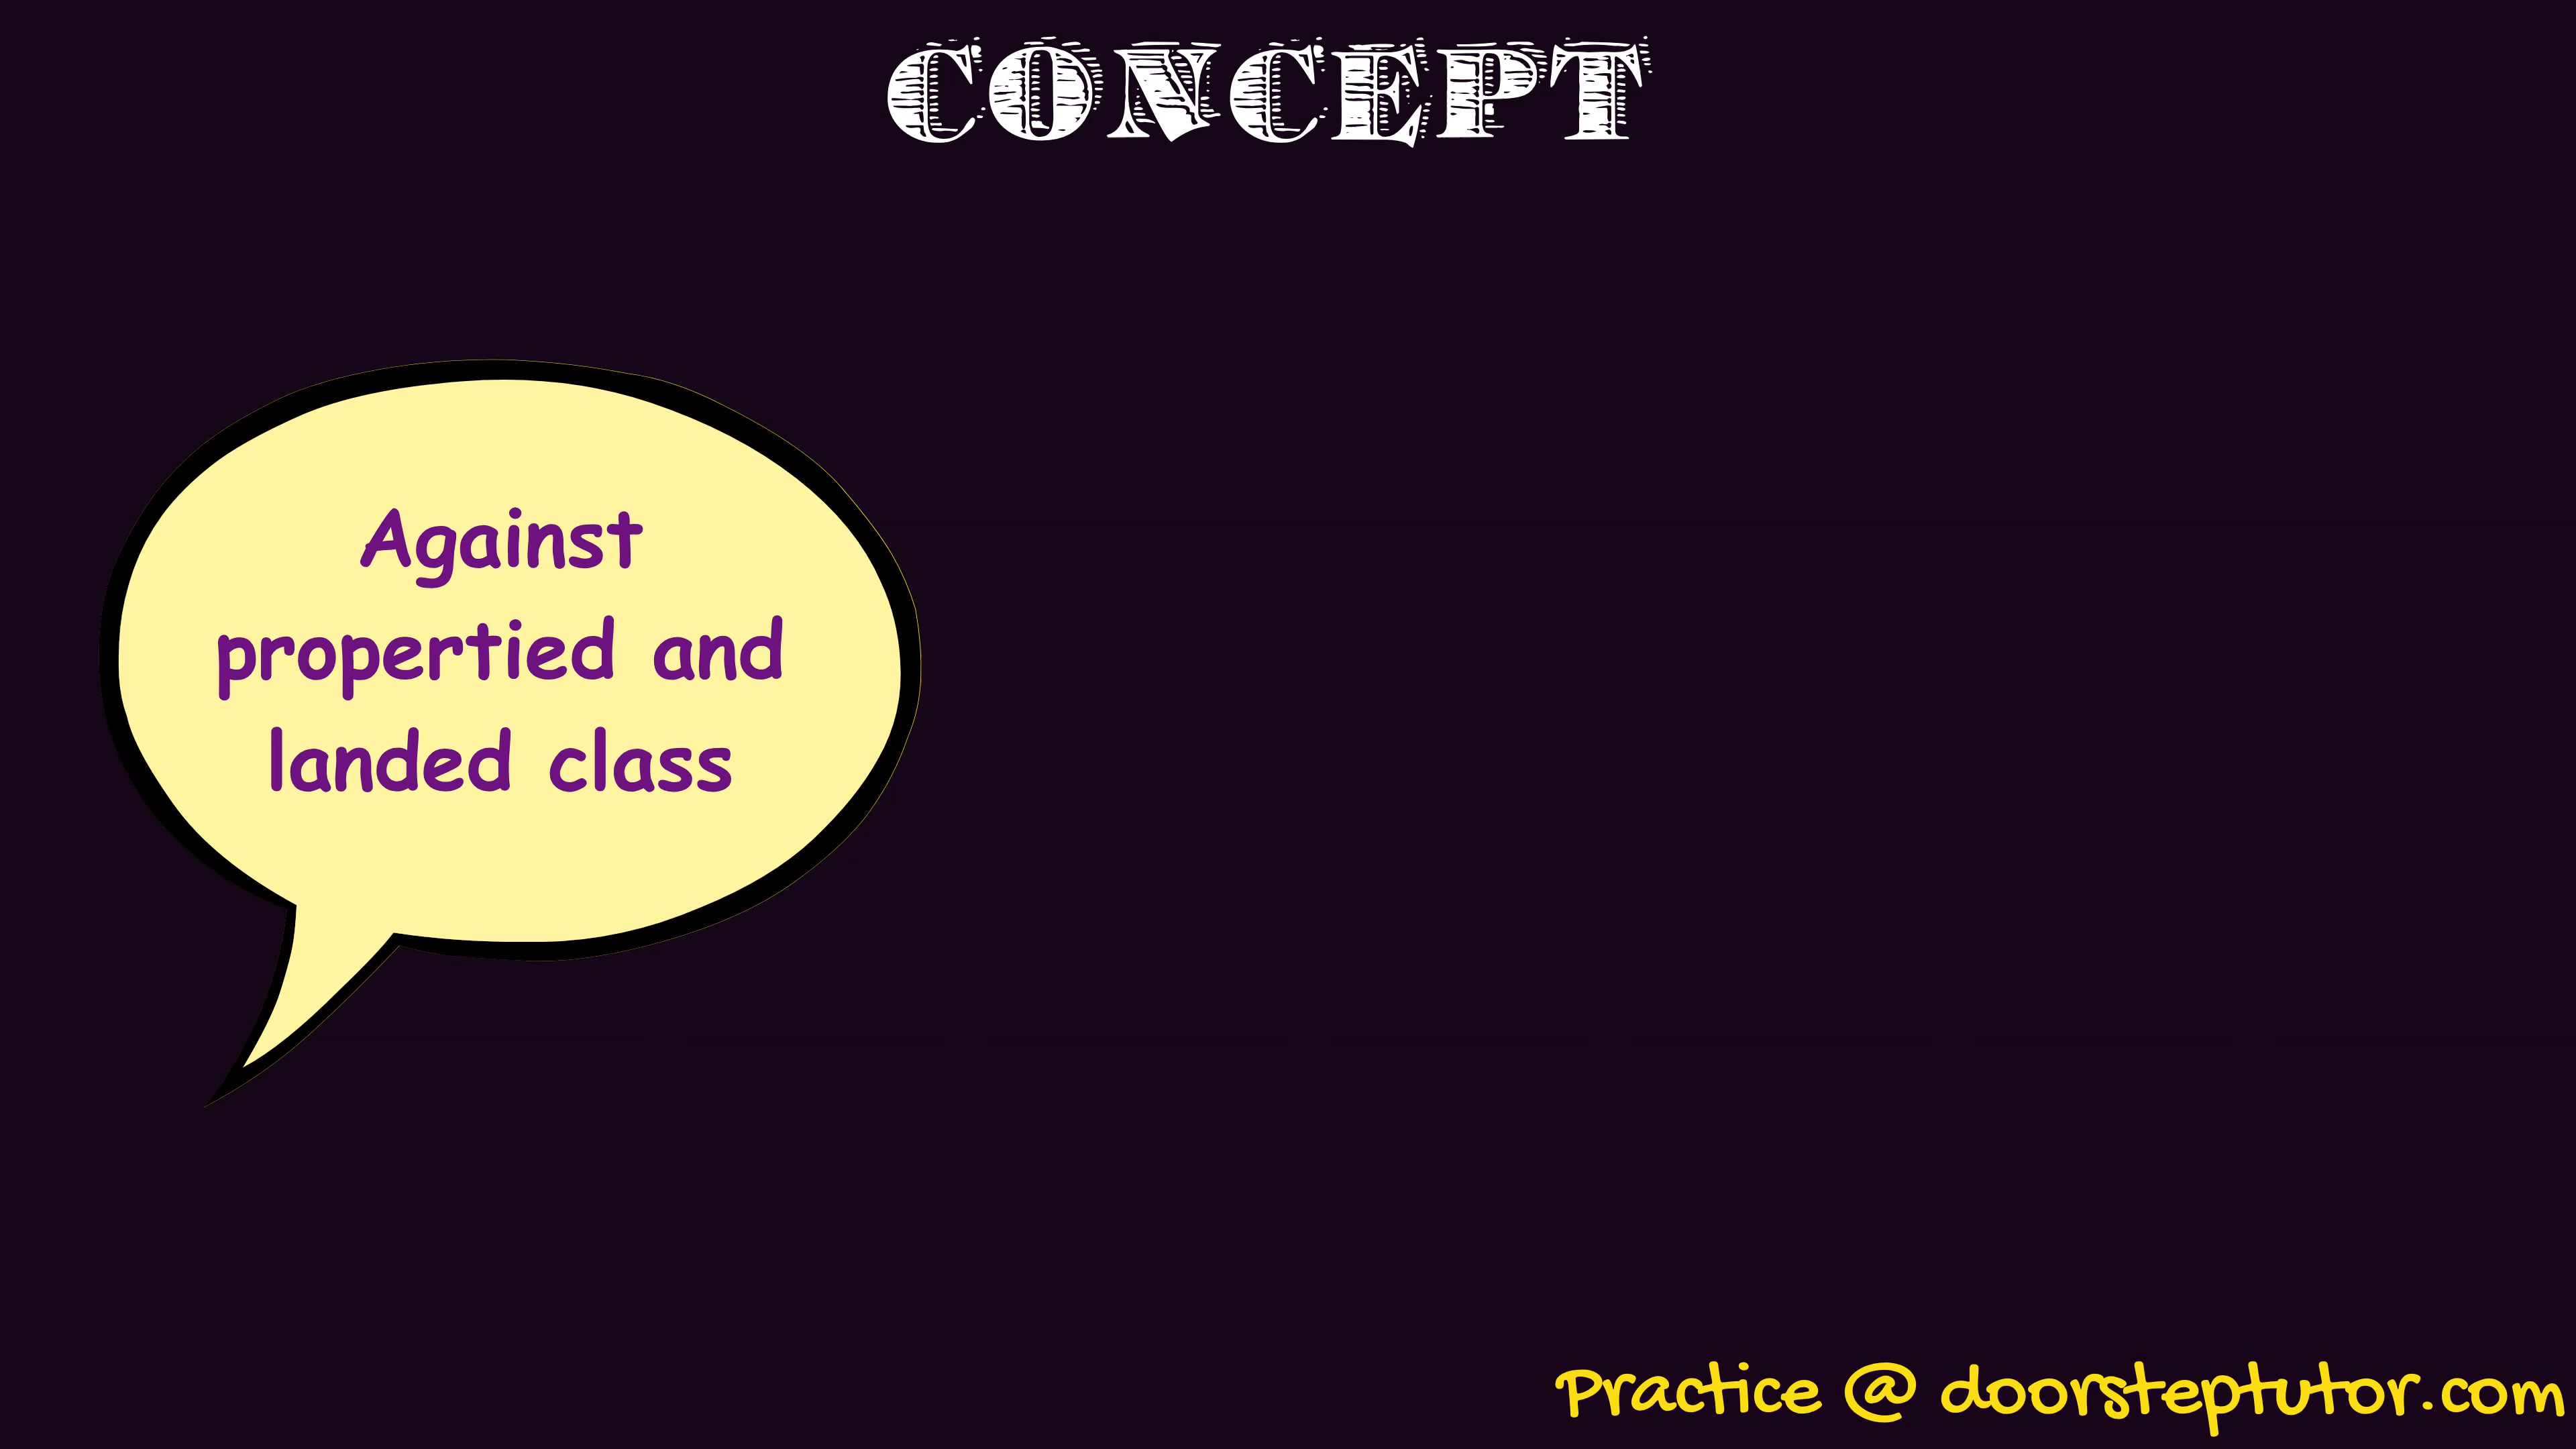 CONCEPT
Against
propertied and
landed class
Practice @ doorsteptutor.com